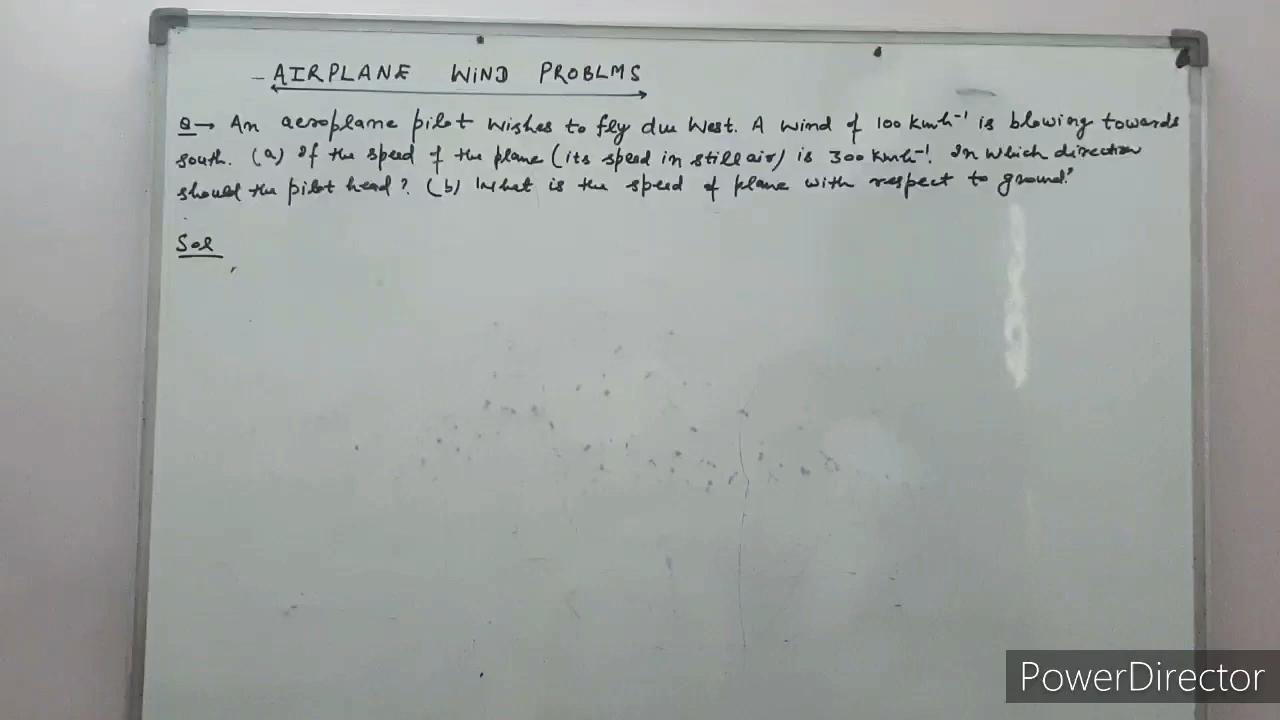 - AIRPLANE WIND PROBLMS
Q → An aeroplane pilot wishes to fly due West. A wind of 100 Kmh⁻¹ is blowing towards
south. (a) If the speed of the plane (its speed in still air) is 300 Kmh⁻¹. In which direction
should the pilot head? (b) What is the speed of plane with respect to ground?
Sol
PowerDirector